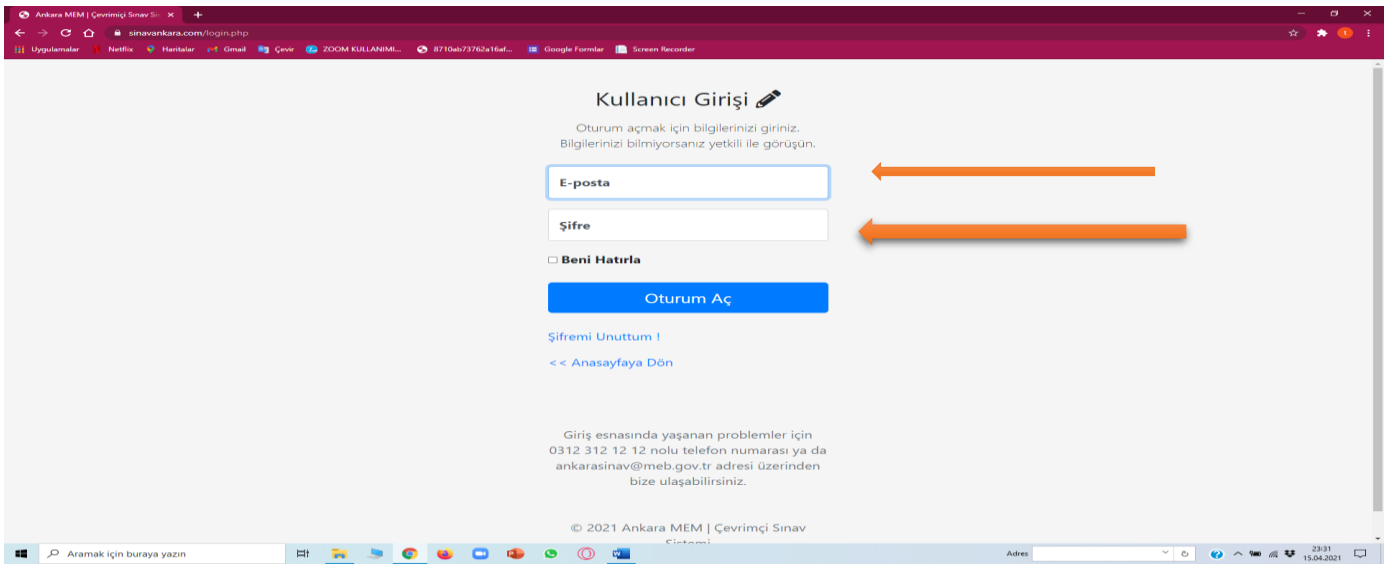 Ankara MEM | Çevrimiçi Sınav Si
sinavankara.com/login.php
Uygulamalar Netflix Haritalar Gmail Çevir ZOOM KULLANIMI... 8710ab73762a16af... Google Formlar Screen Recorder
Kullanıcı Girişi
Oturum açmak için bilgilerinizi giriniz.
Bilgilerinizi bilmiyorsanız yetkili ile görüşün.
E-posta
Şifre
Beni Hatırla
Oturum Aç
Şifremi Unuttum !
<< Anasayfaya Dön
Giriş esnasında yaşanan problemler için
0312 312 12 12 nolu telefon numarası ya da
ankarasinav@meb.gov.tr adresi üzerinden
bize ulaşabilirsiniz.
© 2021 Ankara MEM | Çevrimiçi Sınav
Sistemi
Aramak için buraya yazın
Adres
23:31
15.04.2021